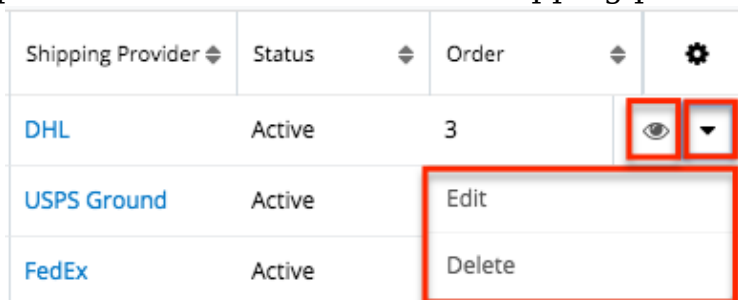 Shipping Provider Status Order
DHL Active 3
USPS Ground Active Edit
FedEx Active Delete